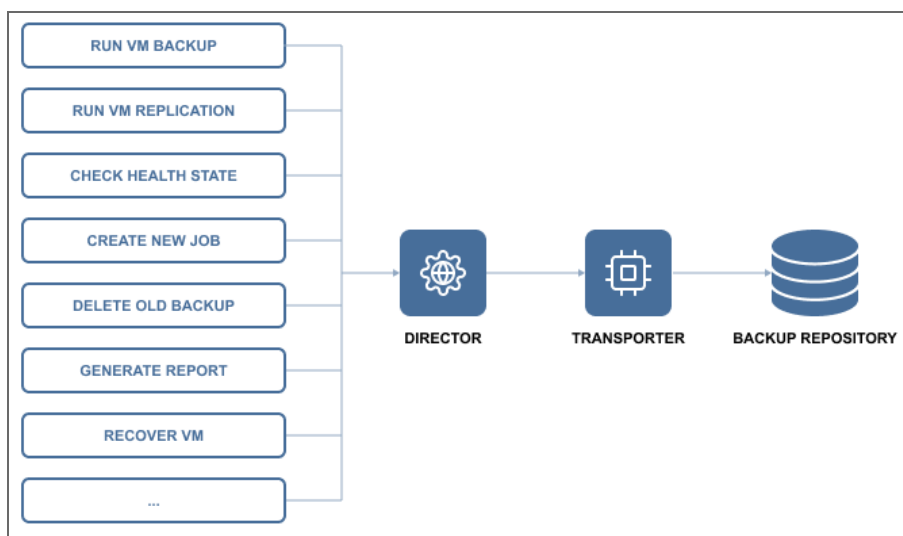 RUN VM BACKUP
RUN VM REPLICATION
CHECK HEALTH STATE
CREATE NEW JOB
DELETE OLD BACKUP
GENERATE REPORT
RECOVER VM
...
DIRECTOR
TRANSPORTER
BACKUP REPOSITORY